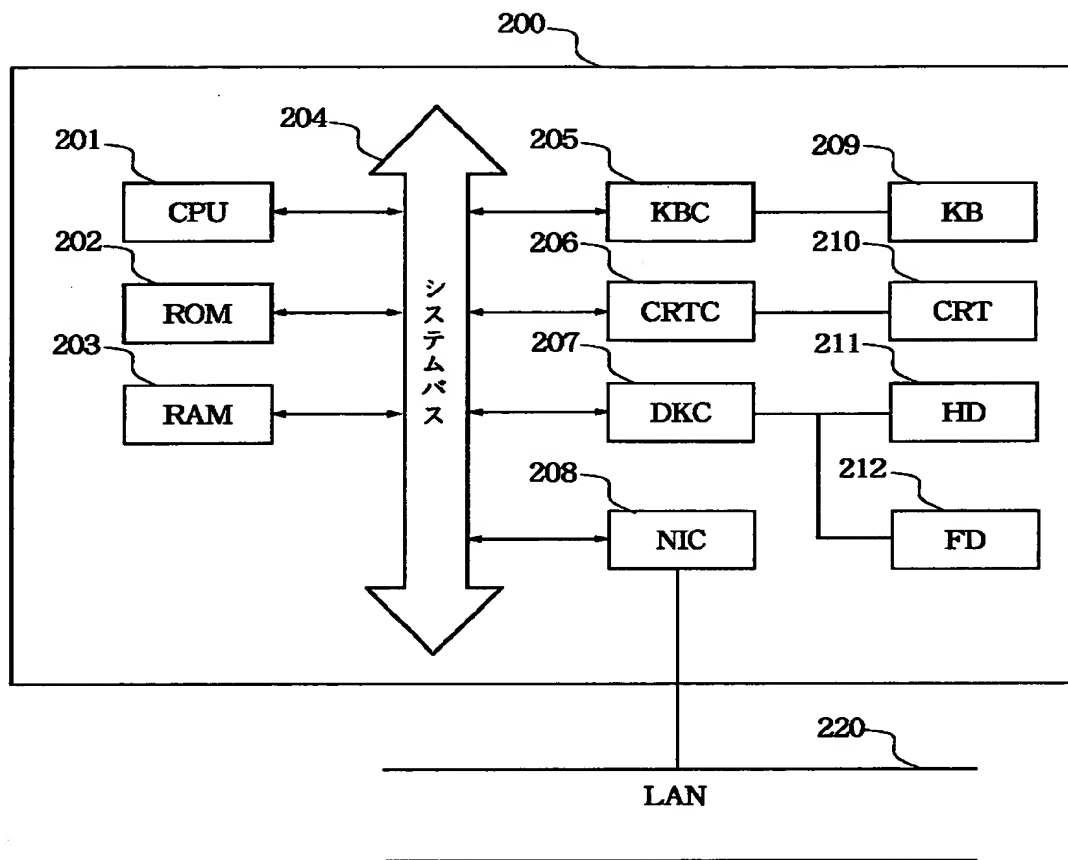 200
204
201
CPU
202
ROM
203
RAM
システムバス
205
KBC
206
CRTC
207
DKC
208
NIC
209
KB
210
CRT
211
HD
212
FD
220
LAN